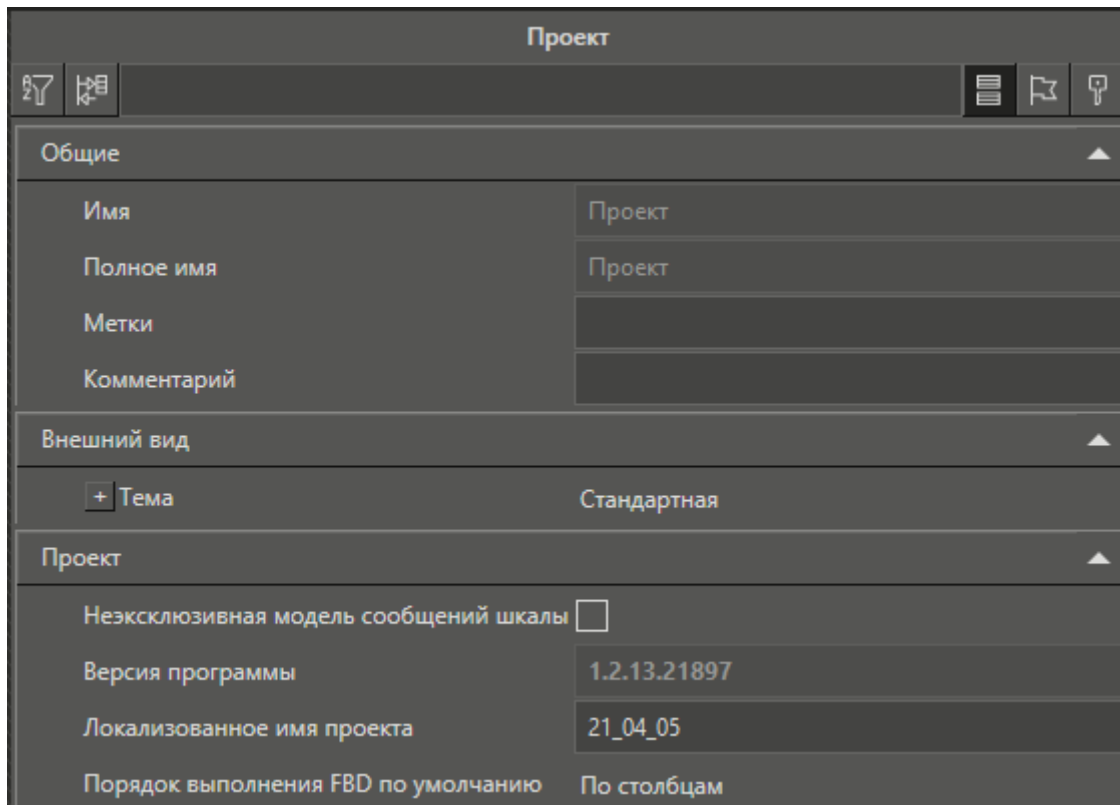 Проект
Общие
Имя Проект
Полное имя Проект
Метки
Комментарий
Внешний вид
+ Тема Стандартная
Проект
Неэксклюзивная модель сообщений шкалы
Версия программы 1.2.13.21897
Локализованное имя проекта 21_04_05
Порядок выполнения FBD по умолчанию По столбцам